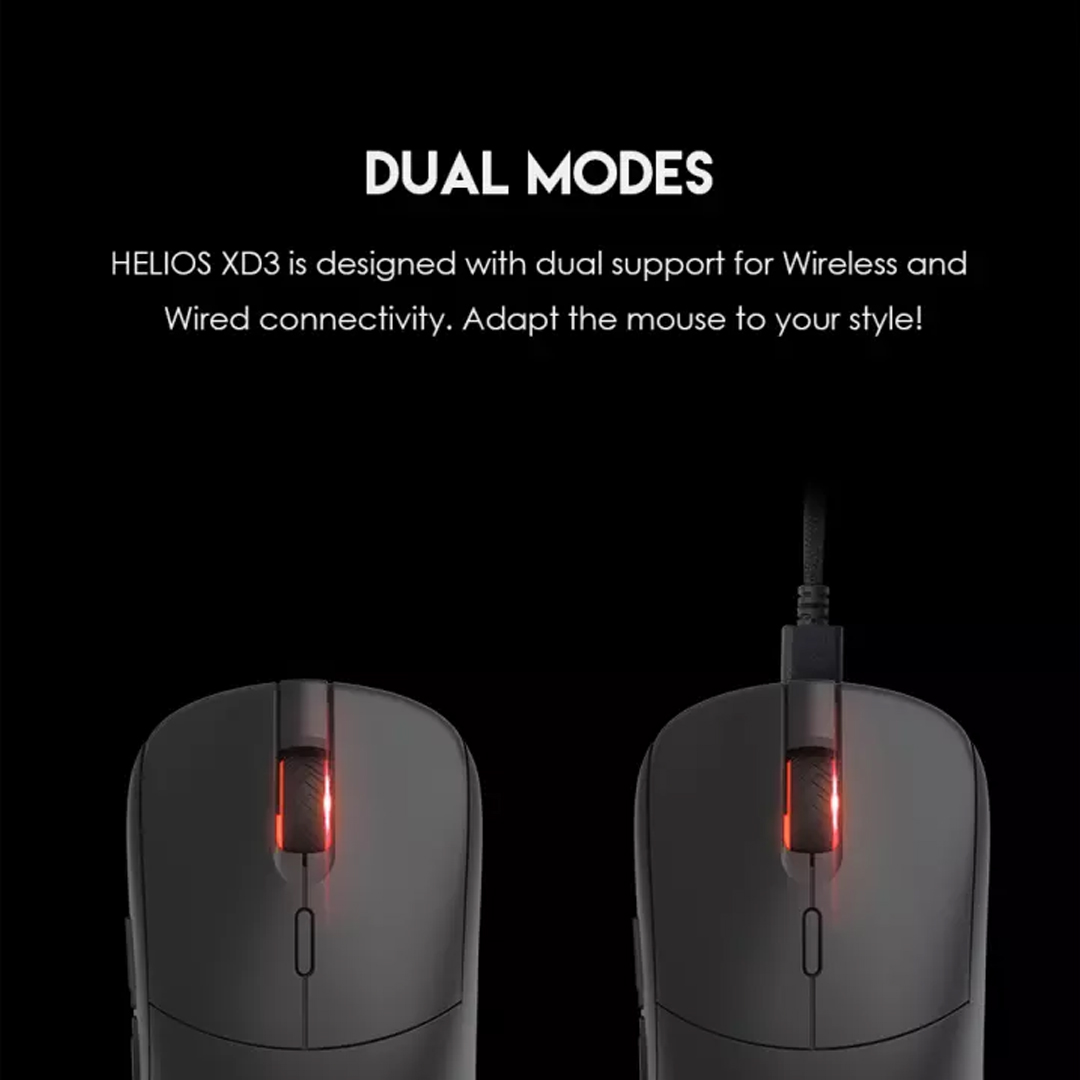 DUAL MODES
HELIOS XD3 is designed with dual support for Wireless and
Wired connectivity. Adapt the mouse to your style!